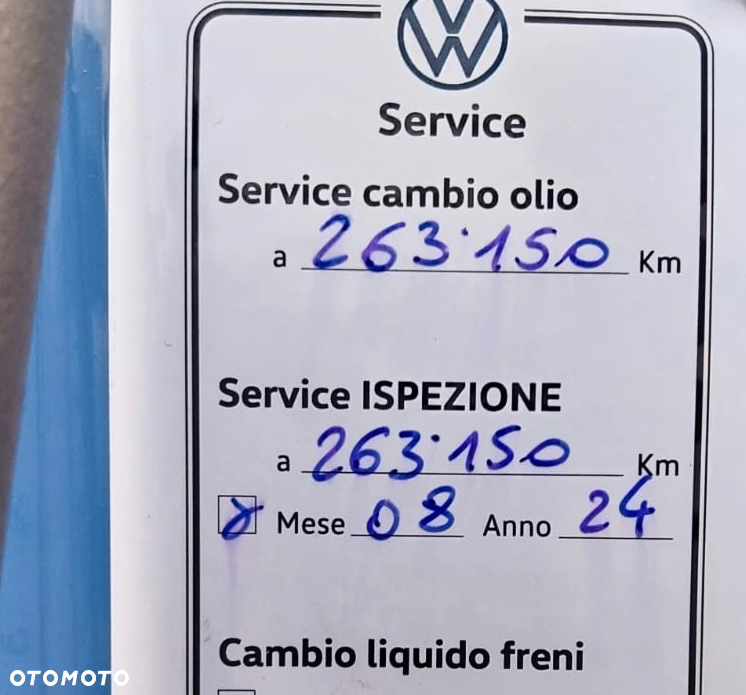 Service
Service cambio olio
a 263.150 Km
Service ISPEZIONE
a 263.150 Km
Mese 08 Anno 24
Cambio liquido freni
OTOMOTO